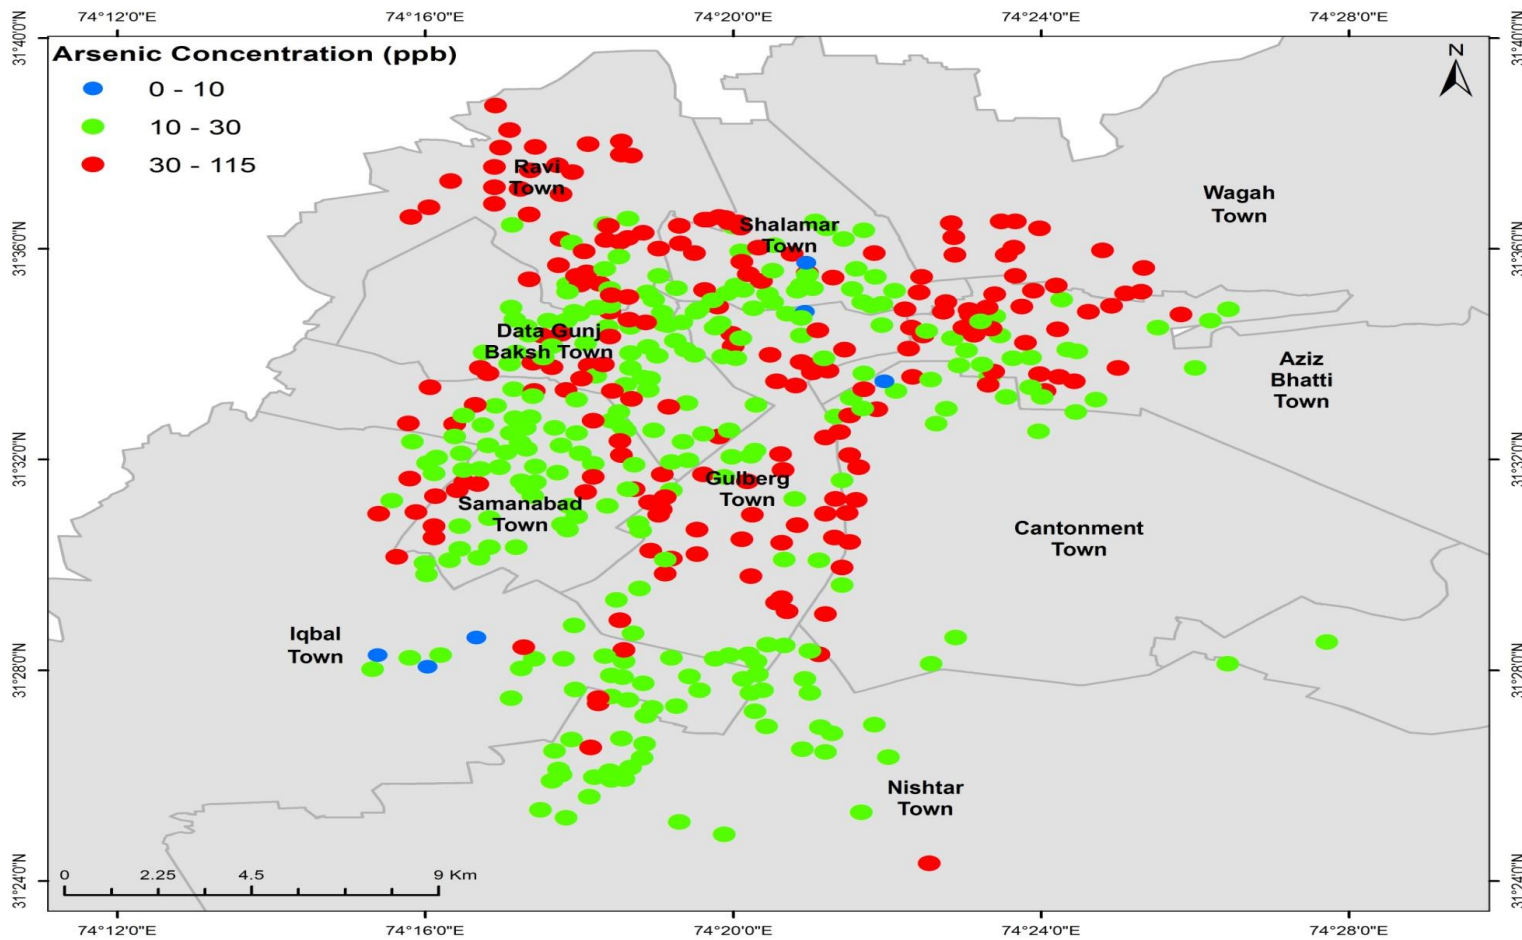 74°12'0"E 74°16'0"E 74°20'0"E 74°24'0"E 74°28'0"E
31°40'0"N
31°40'0"N
Arsenic Concentration (ppb)
0 - 10
10 - 30
30 - 115
N
Ravi
Town
Wagah
Town
Shalamar
Town
31°36'0"N
31°36'0"N
Data Gunj
Baksh Town
Aziz
Bhatti
Town
31°32'0"N
31°32'0"N
Gulberg
Town
Samanabad
Town
Cantonment
Town
Iqbal
Town
31°28'0"N
31°28'0"N
Nishtar
Town
31°24'0"N
31°24'0"N
0 2.25 4.5 9 Km
74°12'0"E 74°16'0"E 74°20'0"E 74°24'0"E 74°28'0"E